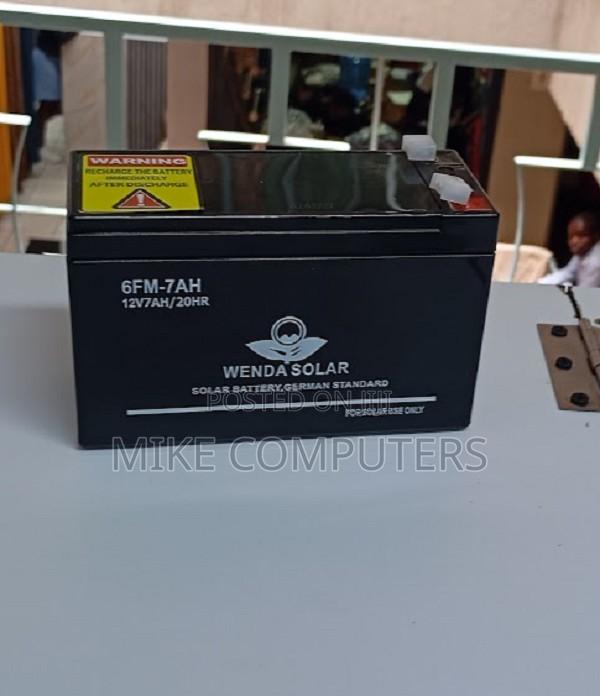 WARNING
RECHARGE THE BATTERY
IMMEDIATELY
AFTER DISCHARGE
6FM-7AH
12V7AH/20HR
WENDA SOLAR
SOLAR BATTERY,GERMAN STANDARD
POSTED ON JIJI
FOR SOLAR USE ONLY
MIKE COMPUTERS